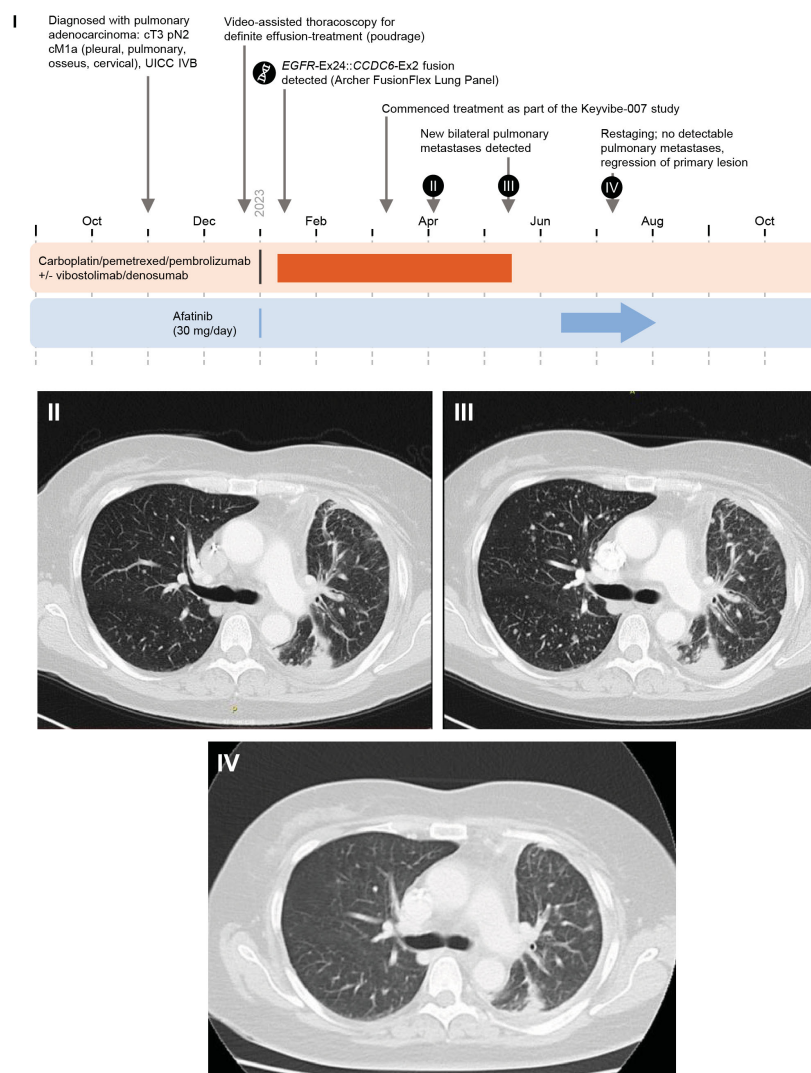 I
Diagnosed with pulmonary
adenocarcinoma: cT3 pN2
cM1a (pleural, pulmonary,
osseus, cervical), UICC IVB
Video-assisted thoracoscopy for
definite effusion-treatment (poudrage)
EGFR-Ex24::CCDC6-Ex2 fusion
detected (Archer FusionFlex Lung Panel)
Commenced treatment as part of the Keyvibe-007 study
New bilateral pulmonary
metastases detected
Restaging; no detectable
pulmonary metastases,
regression of primary lesion
II
III
IV
2023
Oct Dec Feb Apr Jun Aug Oct
Carboplatin/pemetrexed/pembrolizumab
+/- vibostolimab/denosumab
Afatinib
(30 mg/day)
II
III
IV